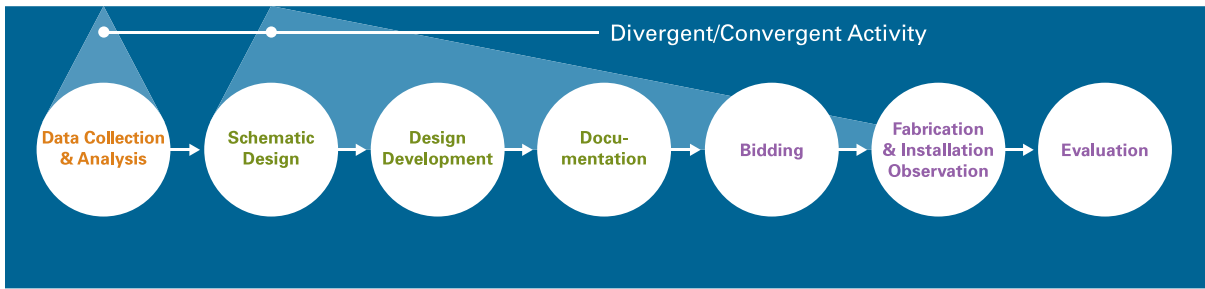 Divergent/Convergent Activity
Data Collection
& Analysis
Schematic
Design
Design
Development
Docu-
mentation
Bidding
Fabrication
& Installation
Observation
Evaluation